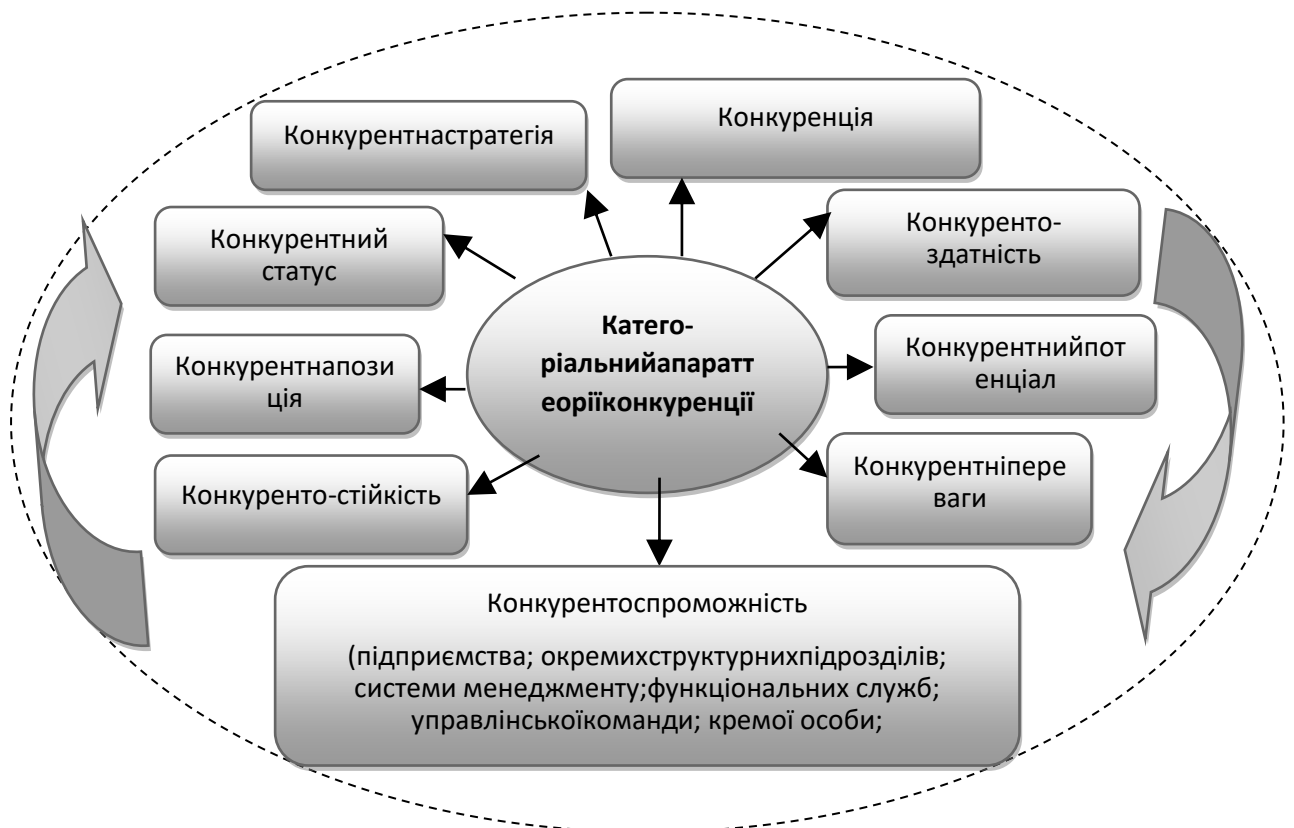 Конкуренція
Конкурентнастратегія
Конкуренто-
здатність
Конкурентний
статус
Катего-
ріальнийапаратт
еоріїконкуренції
Конкурентнийпот
енціал
Конкурентнапози
ція
Конкурентніпере
ваги
Конкуренто-стійкість
Конкурентоспроможність
(підприємства; окремихструктурнихпідрозділів;
системи менеджменту;функціональних служб;
управлінськоїкоманди; кремої особи;